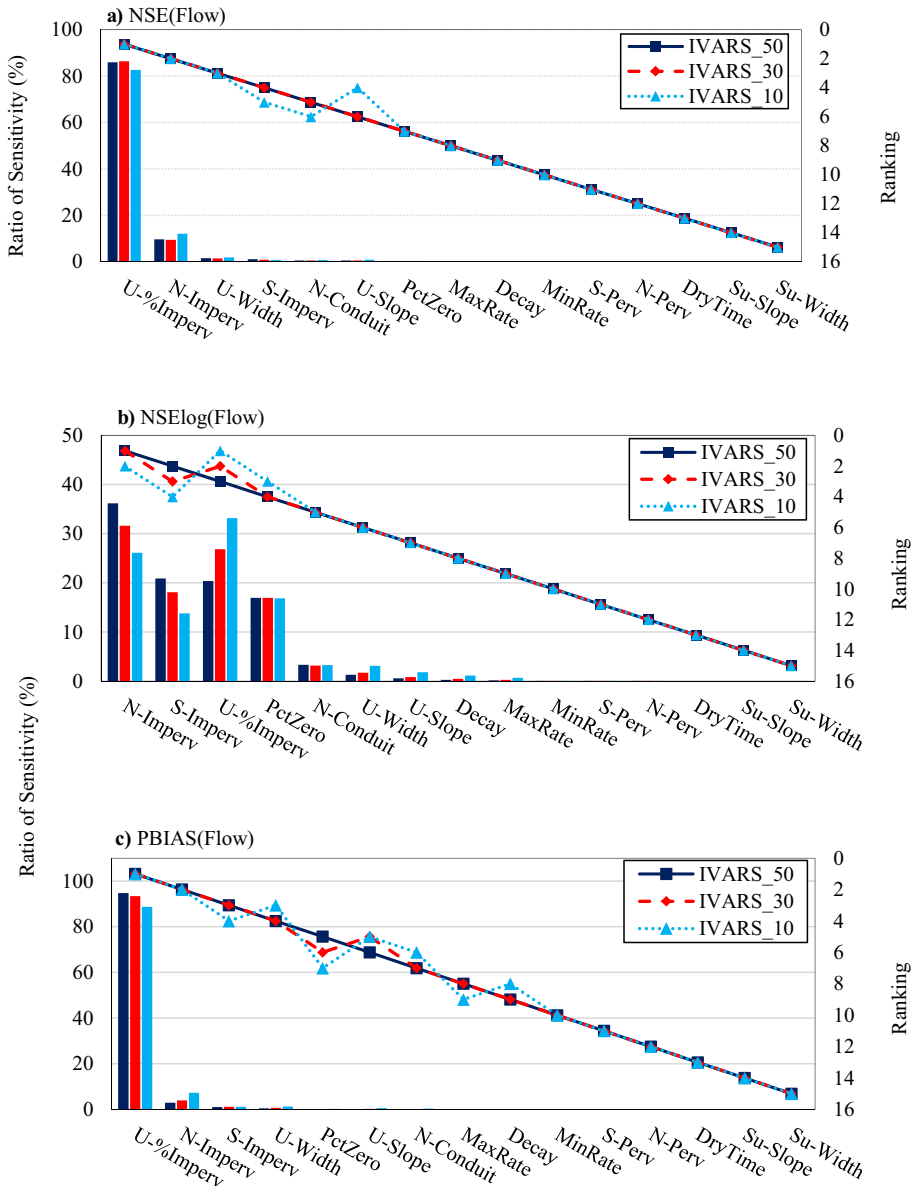 a) NSE(Flow)
100
80
60
40
20
0
Ratio of Sensitivity (%)
IVARS_50
IVARS_30
IVARS_10
0
2
4
6
8
10
12
14
16
Ranking
U-%Imperv
N-Imperv
U-Width
S-Imperv
N-Conduit
U-Slope
PctZero
MaxRate
Decay
MinRate
S-Perv
N-Perv
DryTime
Su-Slope
Su-Width
b) NSElog(Flow)
50
40
30
20
10
0
IVARS_50
IVARS_30
IVARS_10
0
2
4
6
8
10
12
14
16
Ranking
N-Imperv
S-Imperv
U-%Imperv
PctZero
N-Conduit
U-Width
U-Slope
Decay
MaxRate
MinRate
S-Perv
N-Perv
DryTime
Su-Slope
Su-Width
Ratio of Sensitivity (%)
c) PBIAS(Flow)
100
80
60
40
20
0
IVARS_50
IVARS_30
IVARS_10
0
2
4
6
8
10
12
14
16
Ranking
U-%Imperv
N-Imperv
S-Imperv
U-Width
PctZero
U-Slope
N-Conduit
MaxRate
Decay
MinRate
S-Perv
N-Perv
DryTime
Su-Slope
Su-Width